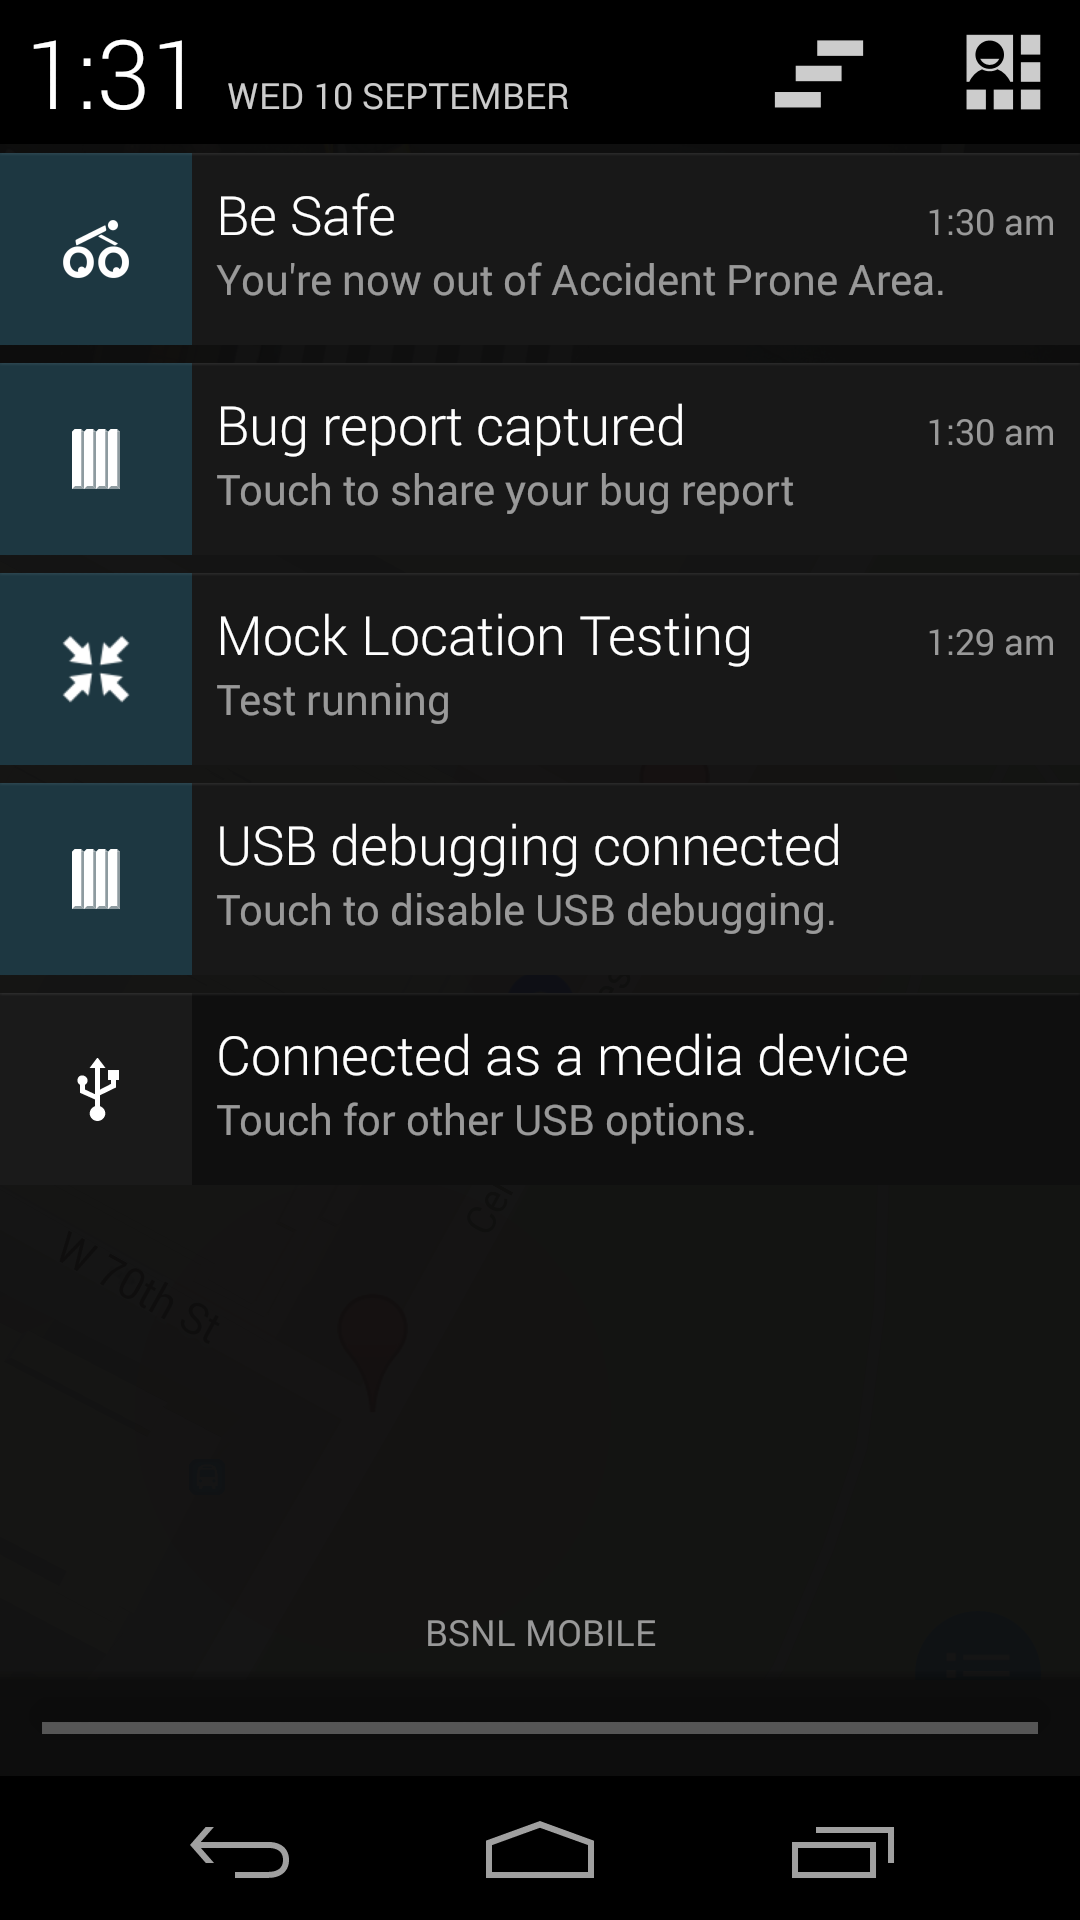 1:31 WED 10 SEPTEMBER
Be Safe 1:30 am
You're now out of Accident Prone Area.
Bug report captured 1:30 am
Touch to share your bug report
Mock Location Testing 1:29 am
Test running
USB debugging connected
Touch to disable USB debugging.
Connected as a media device
Touch for other USB options.
W 70th St
BSNL MOBILE